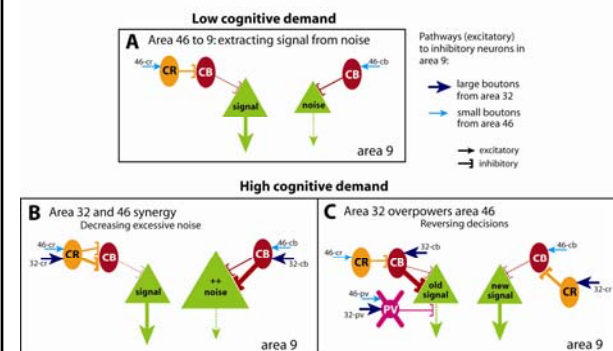 Low cognitive demand
A Area 46 to 9: extracting signal from noise
46-cr
CR
CB
signal
CB
46-cb
noise
area 9
Pathways (excitatory)
to inhibitory neurons in
area 9:
large boutons
from area 32
small boutons
from area 46
excitatory
inhibitory
High cognitive demand
B Area 32 and 46 synergy
Decreasing excessive noise
46-cr
32-cr
CR
CB
signal
CB
46-cb
32-cb
++
noise
area 9
C Area 32 overpowers area 46
Reversing decisions
46-cr
CR
CB
32-cb
46-pv
32-pv
PV
old
signal
new
signal
CB
46-cb
CR
32-cr
area 9